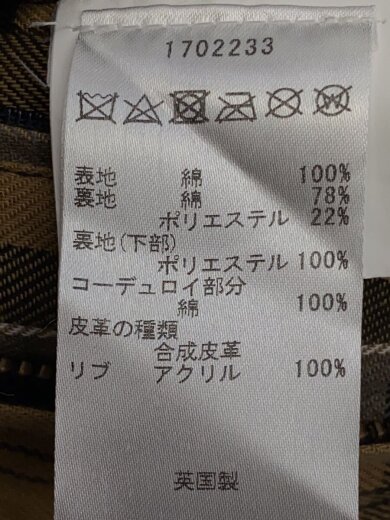 1702233
表地 綿 100%
裏地 綿 78%
ポリエステル 22%
裏地(下部)
ポリエステル 100%
コーデュロイ部分
綿 100%
皮革の種類
合成皮革
リブ アクリル 100%
英国製